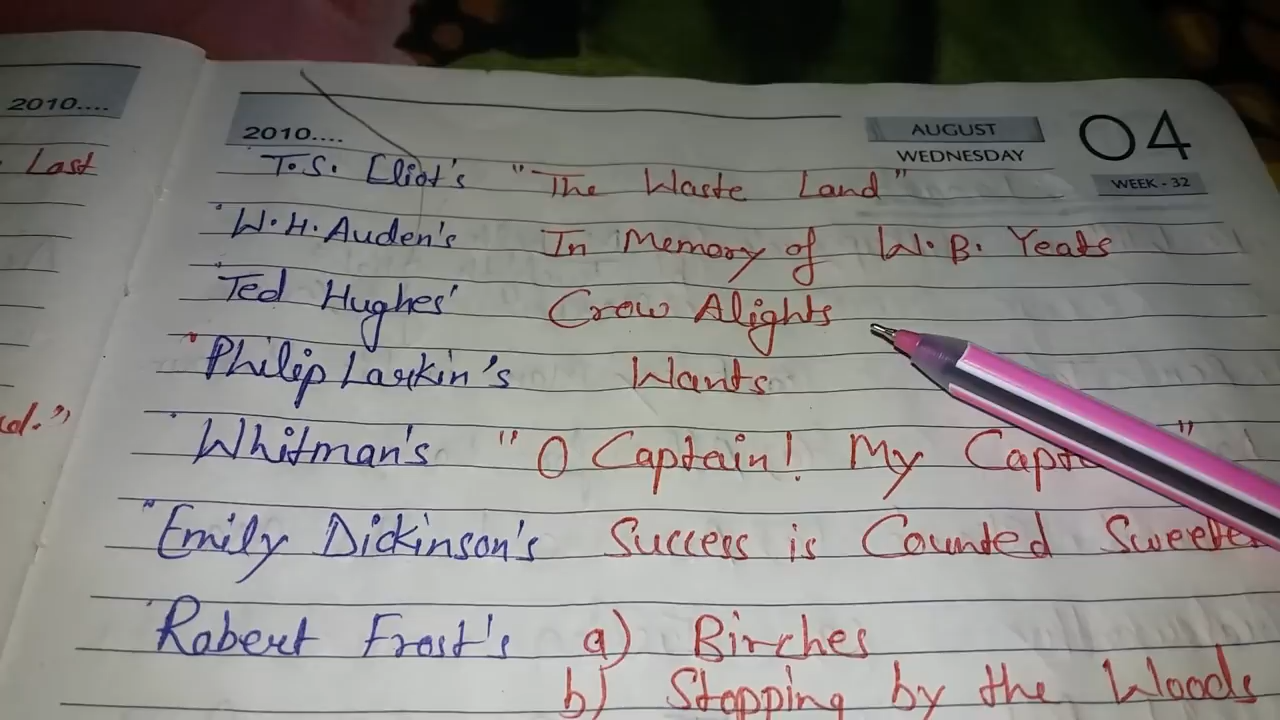 2010....
Last
2010....
AUGUST
WEDNESDAY
04
WEEK - 32
T.S. Eliot's "The Waste Land"
W.H. Auden's In Memory of W.B. Yeats
Ted Hughes' Crow Alights
Philip Larkin's Wants
Whitman's "O Captain! My "
Emily Dickinson's Success is Counted
Robert Frost's a) Birches
b) Stopping by the Woods